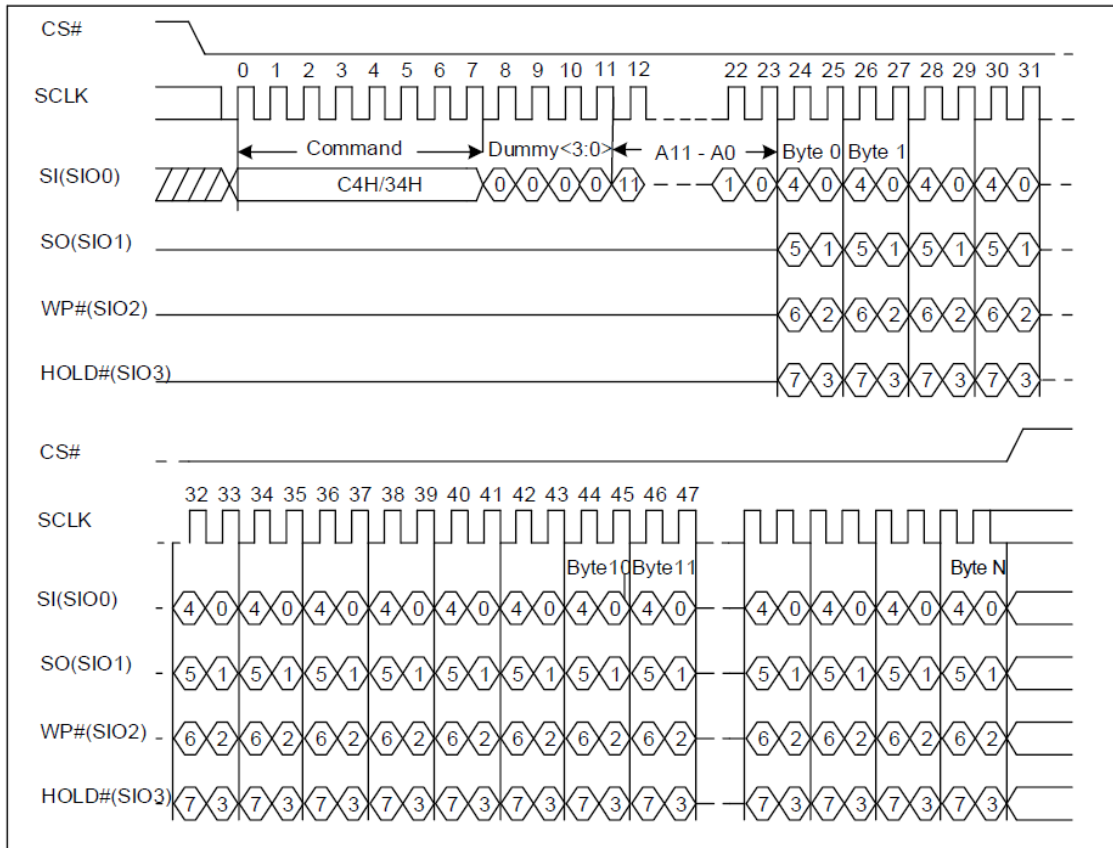 CS#
0 1 2 3 4 5 6 7 8 9 10 11 12 22 23 24 25 26 27 28 29 30 31
SCLK
Command Dummy<3:0> A11 - A0 Byte 0 Byte 1
SI(SIO0) C4H/34H 0 0 0 0 11 1 0 4 0 4 0 4 0 4 0
SO(SIO1) 5 1 5 1 5 1 5 1
WP#(SIO2) 6 2 6 2 6 2 6 2
HOLD#(SIO3) 7 3 7 3 7 3 7 3
CS#
32 33 34 35 36 37 38 39 40 41 42 43 44 45 46 47
SCLK
Byte10 Byte11 Byte N
SI(SIO0) 4 0 4 0 4 0 4 0 4 0 4 0 4 0 4 0 4 0 4 0 4 0 4 0
SO(SIO1) 5 1 5 1 5 1 5 1 5 1 5 1 5 1 5 1 5 1 5 1 5 1 5 1
WP#(SIO2) 6 2 6 2 6 2 6 2 6 2 6 2 6 2 6 2 6 2 6 2 6 2 6 2
HOLD#(SIO3) 7 3 7 3 7 3 7 3 7 3 7 3 7 3 7 3 7 3 7 3 7 3 7 3